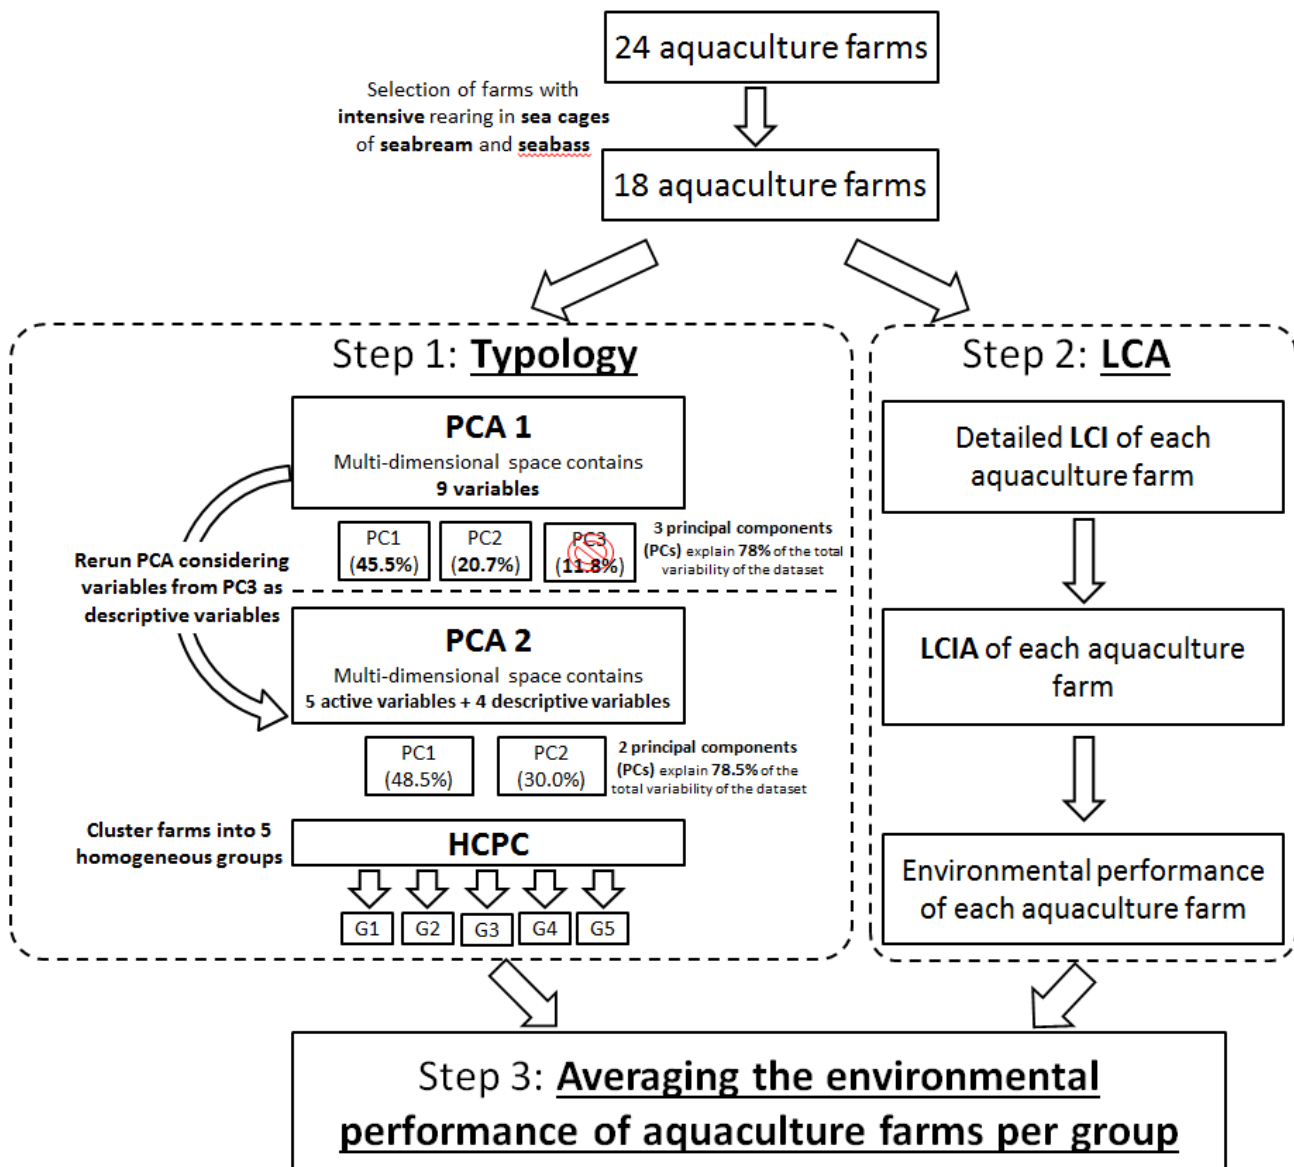 24 aquaculture farms
Selection of farms with
intensive rearing in sea cages
of seabream and seabass
18 aquaculture farms
Step 1: Typology
PCA 1
Multi-dimensional space contains
9 variables
PC1
(45.5%)
PC2
(20.7%)
PC3
(11.8%)
3 principal components
(PCs) explain 78% of the total
variability of the dataset
Rerun PCA considering
variables from PC3 as
descriptive variables
PCA 2
Multi-dimensional space contains
5 active variables + 4 descriptive variables
PC1
(48.5%)
PC2
(30.0%)
2 principal components
(PCs) explain 78.5% of the
total variability of the dataset
Cluster farms into 5
homogeneous groups
HCPC
G1
G2
G3
G4
G5
Step 2: LCA
Detailed LCI of each
aquaculture farm
LCIA of each aquaculture
farm
Environmental performance
of each aquaculture farm
Step 3: Averaging the environmental
performance of aquaculture farms per group